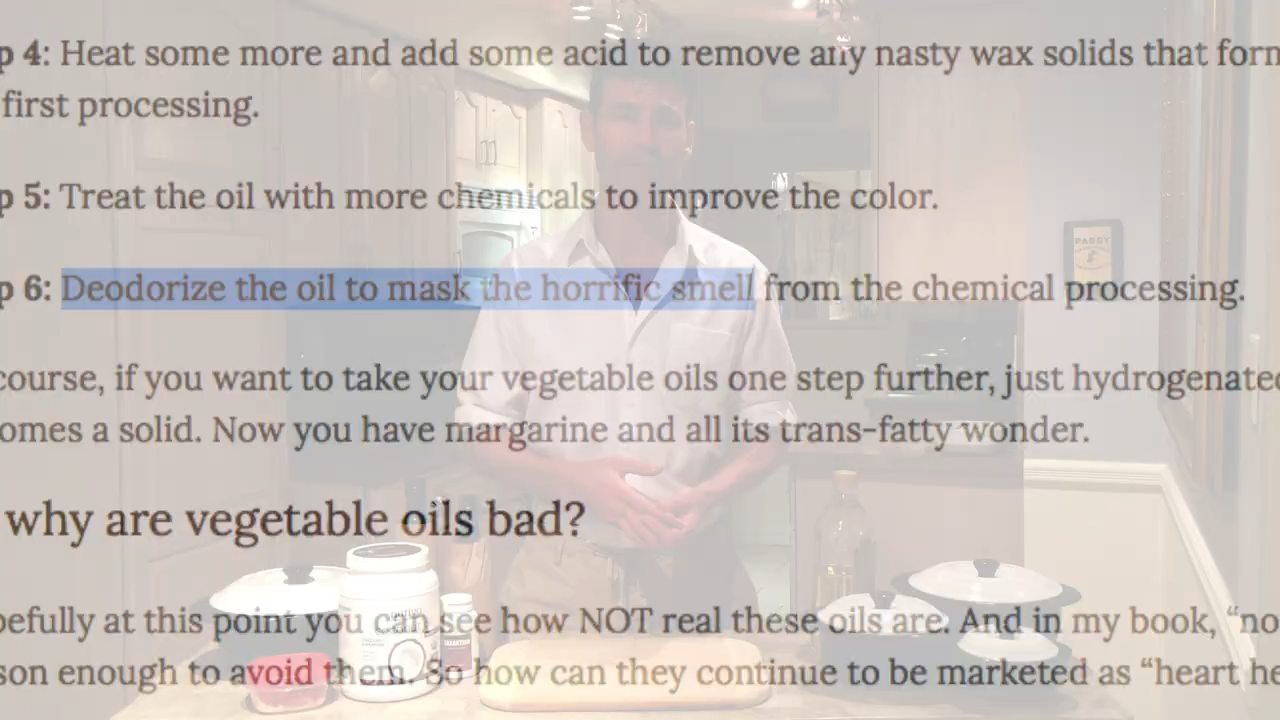 p 4: Heat some more and add some acid to remove any nasty wax solids that form
first processing.
p 5: Treat the oil with more chemicals to improve the color.
p 6: Deodorize the oil to mask the horrific smell from the chemical processing.
course, if you want to take your vegetable oils one step further, just hydrogenated
omes a solid. Now you have margarine and all its trans-fatty wonder.
why are vegetable oils bad?
pefully at this point you can see how NOT real these oils are. And in my book, “no
son enough to avoid them. So how can they continue to be marketed as “heart he
PADDY